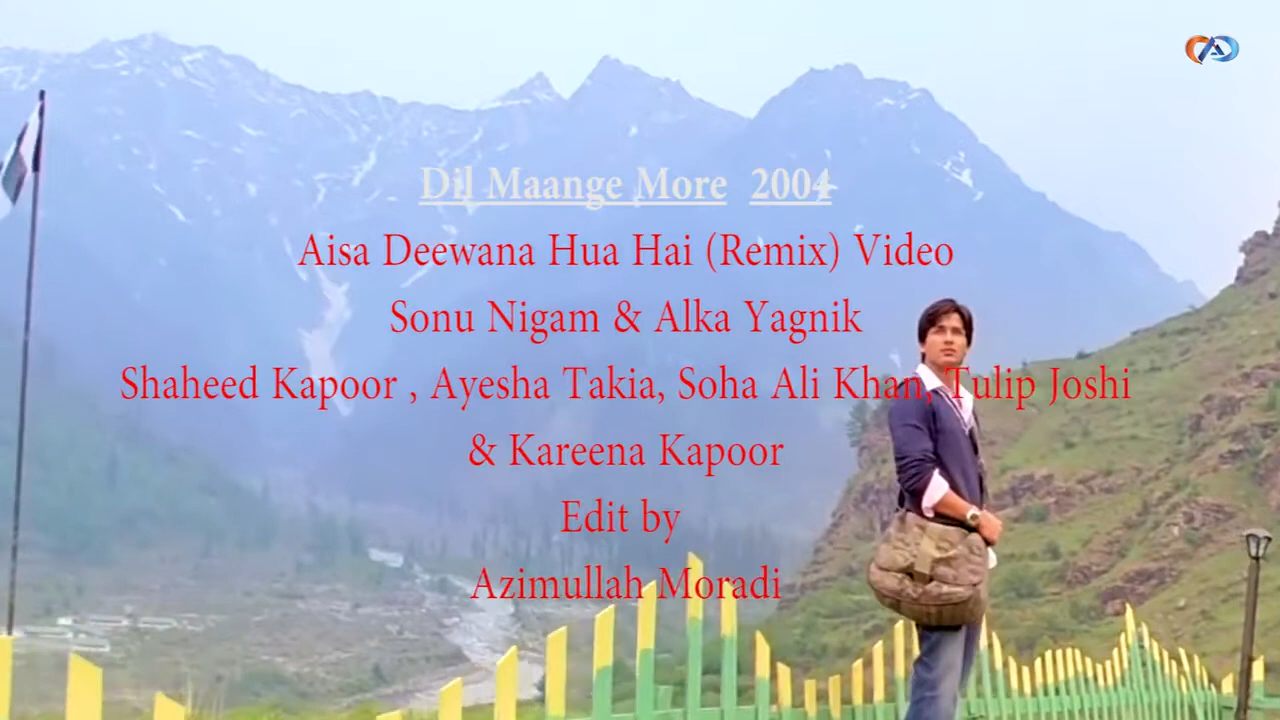 Dil Maange More 2004
Aisa Deewana Hua Hai (Remix) Video
Sonu Nigam & Alka Yagnik
Shaheed Kapoor , Ayesha Takia, Soha Ali Khan, Tulip Joshi
& Kareena Kapoor
Edit by
Azimullah Moradi